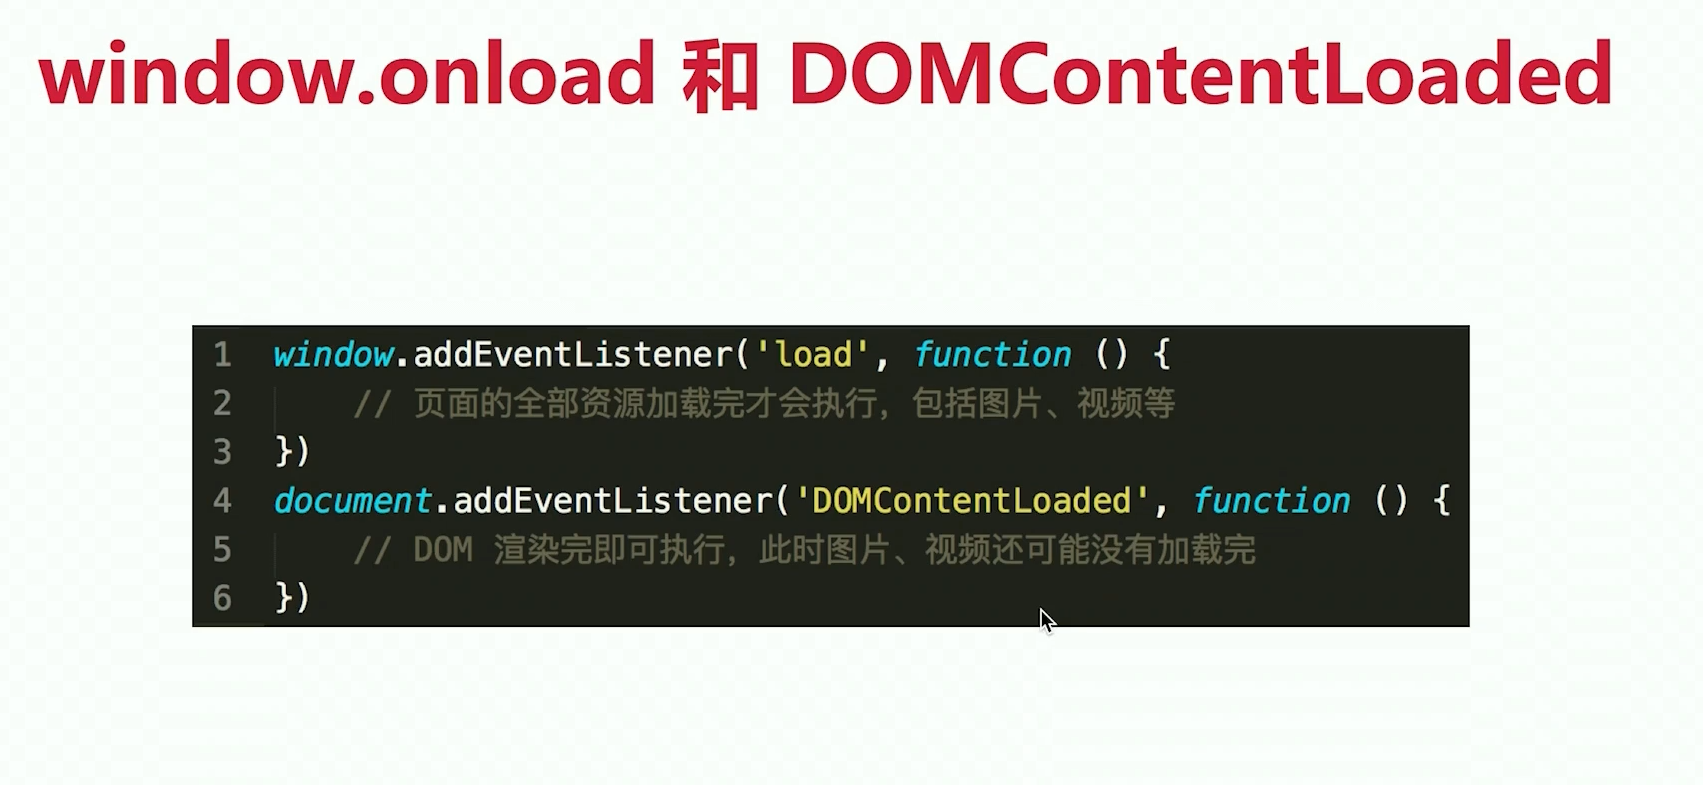 window.onload 和 DOMContentLoaded
1 window.addEventListener('load', function () {
2 // 页面的全部资源加载完才会执行，包括图片、视频等
3 })
4 document.addEventListener('DOMContentLoaded', function () {
5 // DOM 渲染完即可执行，此时图片、视频还可能没有加载完
6 })